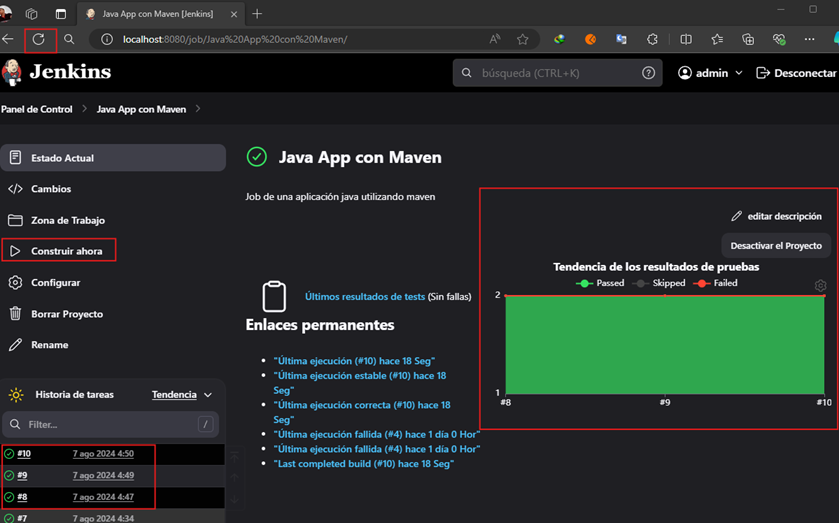 Java App con Maven [Jenkins]
localhost:8080/job/Java%20App%20con%20Maven/
Jenkins
búsqueda (CTRL+K)
admin
Desconectar
Panel de Control
Java App con Maven
Estado Actual
Cambios
Zona de Trabajo
Construir ahora
Configurar
Borrar Proyecto
Rename
Historia de tareas
Tendencia
Filter...
/
#10 7 ago 2024 4:50
#9 7 ago 2024 4:49
#8 7 ago 2024 4:47
#7 7 ago 2024 4:34
Java App con Maven
Job de una aplicación java utilizando maven
Últimos resultados de tests (Sin fallas)
Enlaces permanentes
"Última ejecución (#10) hace 18 Seg"
"Última ejecución estable (#10) hace 18
Seg"
"Última ejecución correcta (#10) hace 18
Seg"
"Última ejecución fallida (#4) hace 1 día 0 Hor"
"Última ejecución fallida (#4) hace 1 día 0 Hor"
"Last completed build (#10) hace 18 Seg"
editar descripción
Desactivar el Proyecto
Tendencia de los resultados de pruebas
Passed Skipped Failed
2
1
#8 #9 #10